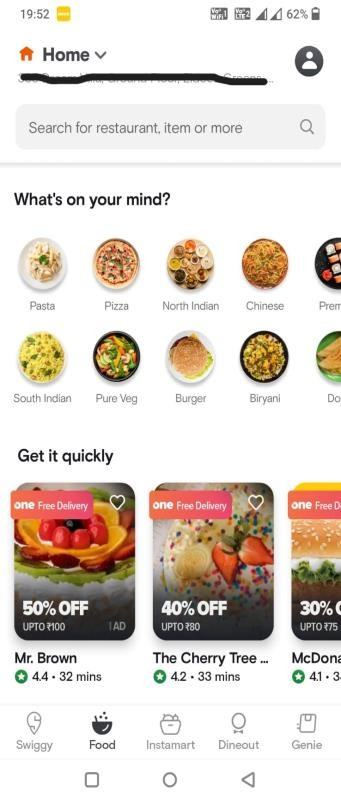 19:52
62%
Home
Search for restaurant, item or more
What's on your mind?
Pasta Pizza North Indian Chinese Prem
South Indian Pure Veg Burger Biryani Do
Get it quickly
one Free Delivery one Free Delivery one Free D
50% OFF 40% OFF 30% 
UPTO ₹100 AD UPTO ₹80 UPTO ₹75
Mr. Brown The Cherry Tree ... McDona
4.4 • 32 mins 4.2 • 33 mins 4.1 • 3
Swiggy Food Instamart Dineout Genie